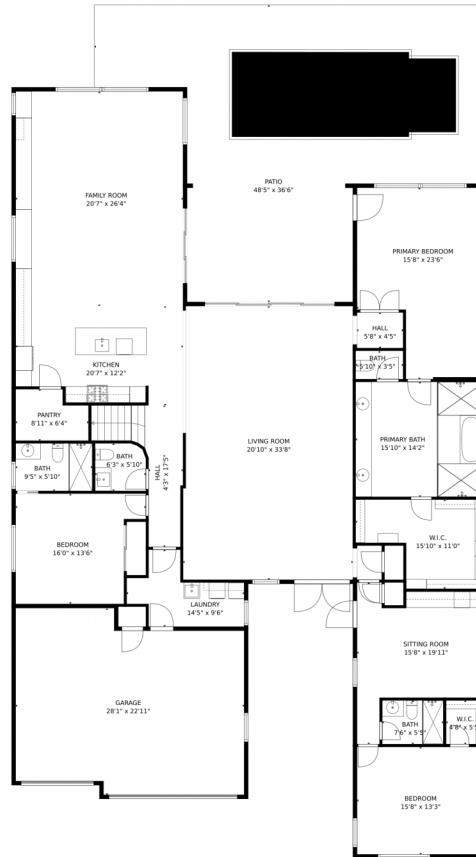 FAMILY ROOM
20'7" x 26'4"
PATIO
48'5" x 36'6"
PRIMARY BEDROOM
15'8" x 23'6"
HALL
5'8" x 4'5"
KITCHEN
20'7" x 12'2"
BATH
5'10" x 3'5"
PANTRY
8'11" x 6'4"
LIVING ROOM
20'10" x 33'8"
PRIMARY BATH
15'10" x 14'2"
BATH
6'3" x 5'10"
BATH
9'5" x 5'10"
HALL
4'3" x 17'5"
W.I.C.
15'10" x 11'0"
BEDROOM
16'0" x 13'6"
LAUNDRY
14'5" x 9'6"
SITTING ROOM
15'8" x 19'11"
GARAGE
28'1" x 22'11"
BATH
7'6" x 5'5"
W.I.C.
4'8" x 5'
BEDROOM
15'8" x 13'3"